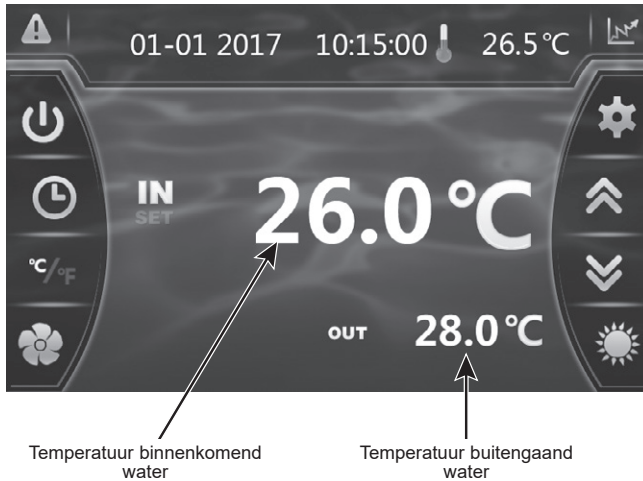 01-01 2017 10:15:00 26.5°C
IN
SET
26.0°C
°C/°F
OUT 28.0°C
Temperatuur binnenkomend
water
Temperatuur buitengaand
water